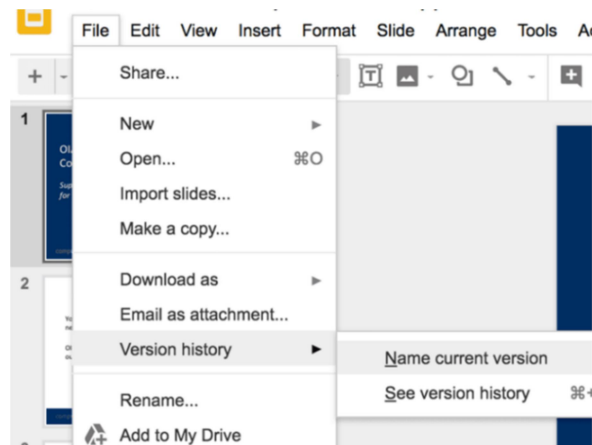 File Edit View Insert Format Slide Arrange Tools
Share...
1
New
Open... ⌘O
Import slides...
Make a copy...
2
Download as
Email as attachment...
Version history
Name current version
See version history ⌘+
Rename...
Add to My Drive